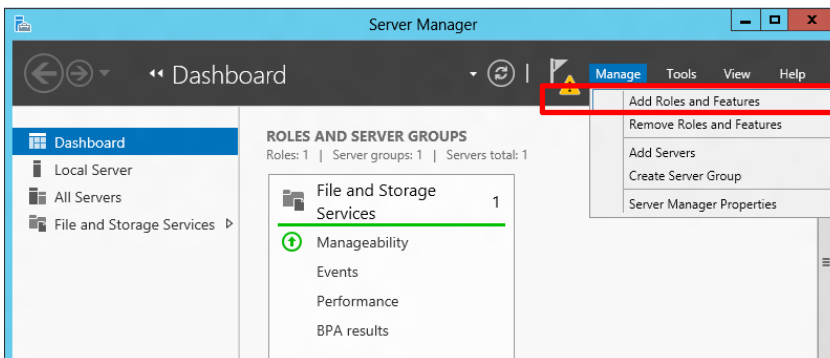 Server Manager
Dashboard
Manage Tools View Help
Add Roles and Features
Remove Roles and Features
Add Servers
Create Server Group
Server Manager Properties
Dashboard
Local Server
All Servers
File and Storage Services
ROLES AND SERVER GROUPS
Roles: 1 | Server groups: 1 | Servers total: 1
File and Storage
Services 1
Manageability
Events
Performance
BPA results